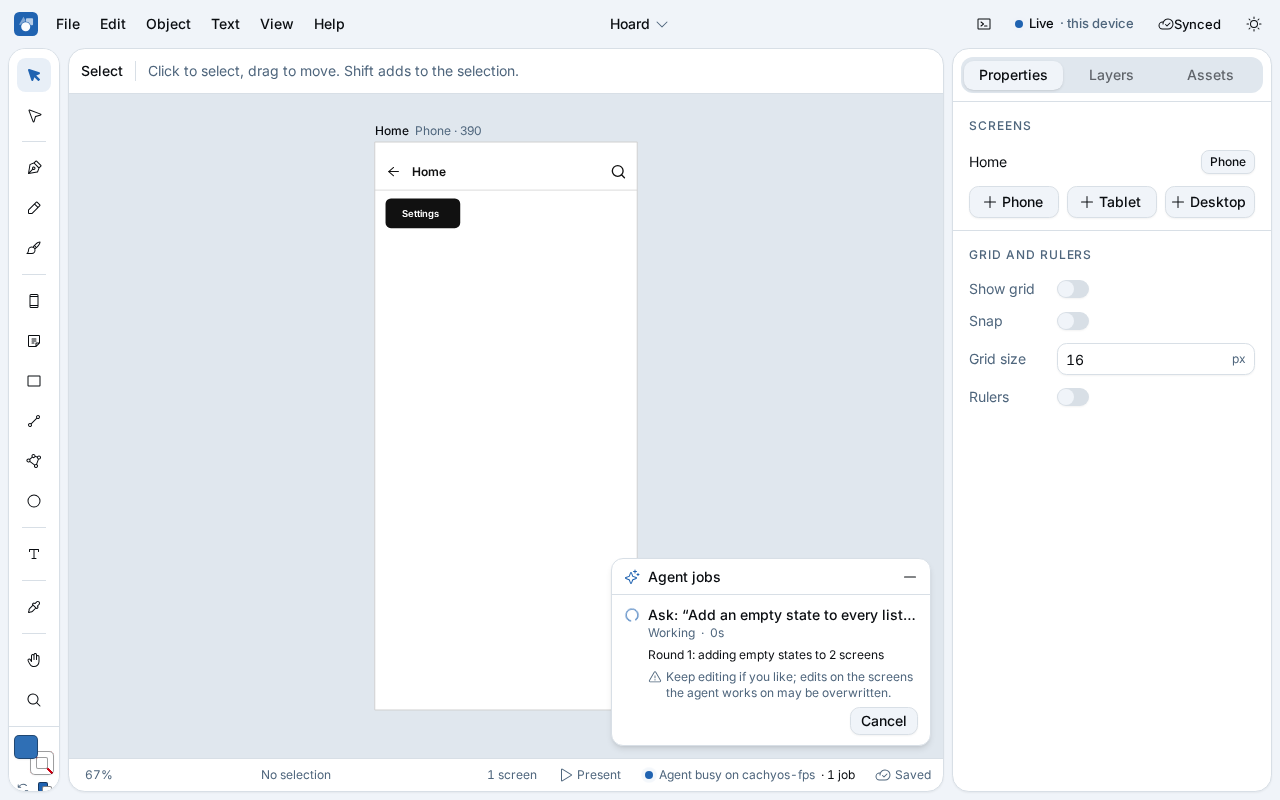 File Edit Object Text View Help
Hoard
Live · this device
Synced
Select
Click to select, drag to move. Shift adds to the selection.
Home Phone · 390
Home
Settings
Agent jobs
Ask: “Add an empty state to every list…
Working · 0s
Round 1: adding empty states to 2 screens
Keep editing if you like; edits on the screens
the agent works on may be overwritten.
Cancel
67%
No selection
1 screen
Present
Agent busy on cachyos-fps · 1 job
Saved
Properties Layers Assets
SCREENS
Home Phone
Phone Tablet Desktop
GRID AND RULERS
Show grid
Snap
Grid size 16 px
Rulers